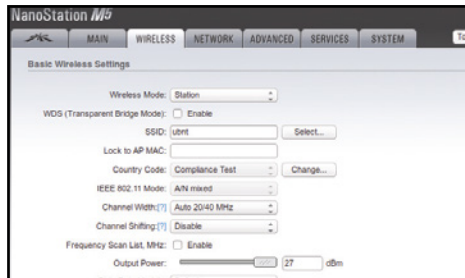 NanoStation M5
MAIN WIRELESS NETWORK ADVANCED SERVICES SYSTEM
Basic Wireless Settings
Wireless Mode: Station
WDS (Transparent Bridge Mode): Enable
SSID: ubnt Select...
Lock to AP MAC:
Country Code: Compliance Test Change...
IEEE 802.11 Mode: A/N mixed
Channel Width:[?] Auto 20/40 MHz
Channel Shifting:[?] Disable
Frequency Scan List, MHz: Enable
Output Power: 27 dBm